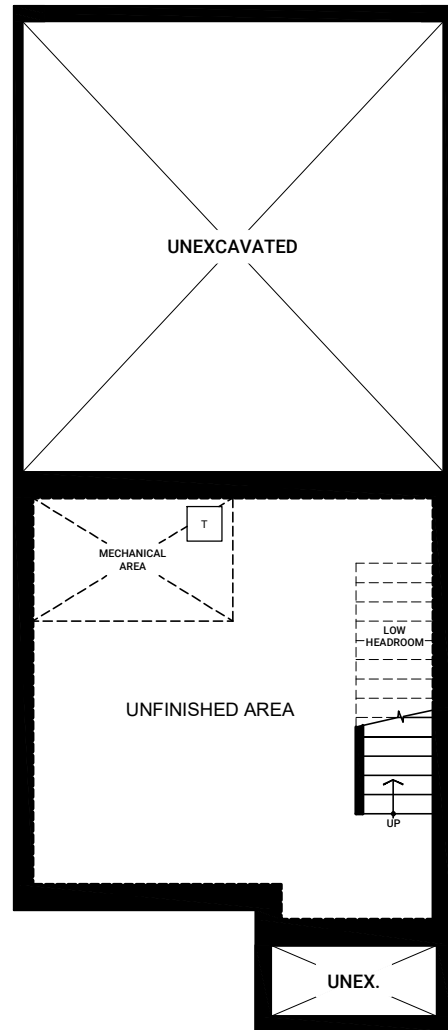 UNEXCAVATED
T
MECHANICAL
AREA
LOW
HEADROOM
UNFINISHED AREA
UP
UNEX.